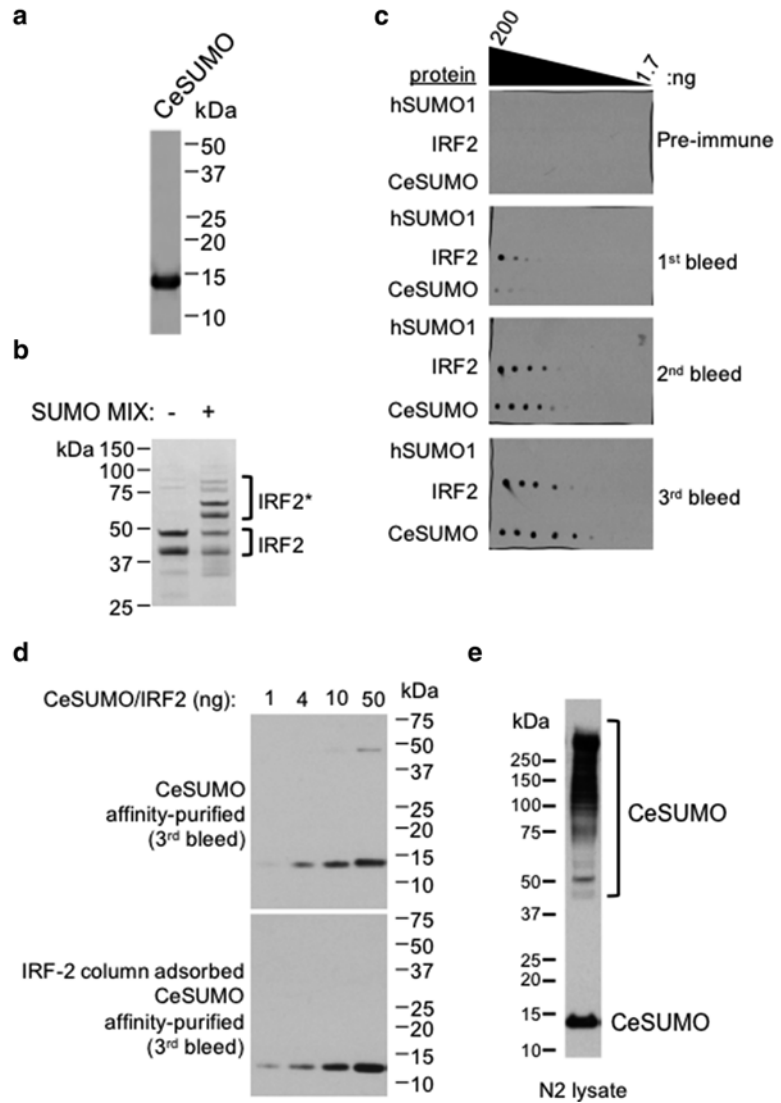 a
CeSUMO
kDa
50
37
25
20
15
10
b
SUMO MIX: - +
kDa
150
100
75
50
37
25
IRF2*
IRF2
c
protein
200
1.7
:ng
hSUMO1
IRF2
CeSUMO
Pre-immune
hSUMO1
IRF2
CeSUMO
1st bleed
hSUMO1
IRF2
CeSUMO
2nd bleed
hSUMO1
IRF2
CeSUMO
3rd bleed
d
CeSUMO/IRF2 (ng): 1 4 10 50
kDa
CeSUMO
affinity-purified
(3rd bleed)
75
50
37
25
20
15
10
IRF-2 column adsorbed
CeSUMO
affinity-purified
(3rd bleed)
75
50
37
25
20
15
10
e
kDa
250
150
100
75
50
37
25
20
15
10
CeSUMO
CeSUMO
N2 lysate